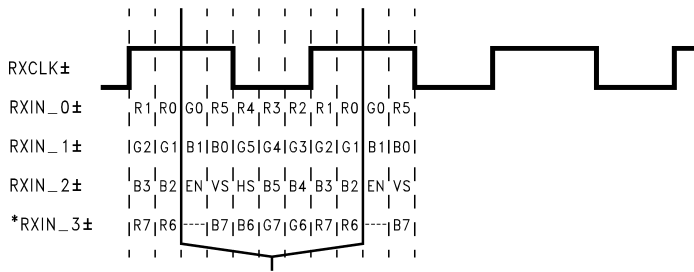 RXCLK±
RXIN_0± R1 R0 G0 R5 R4 R3 R2 R1 R0 G0 R5
RXIN_1± G2 G1 B1 B0 G5 G4 G3 G2 G1 B1 B0
RXIN_2± B3 B2 EN VS HS B5 B4 B3 B2 EN VS
*RXIN_3± R7 R6 ---- B7 B6 G7 G6 R7 R6 ---- B7